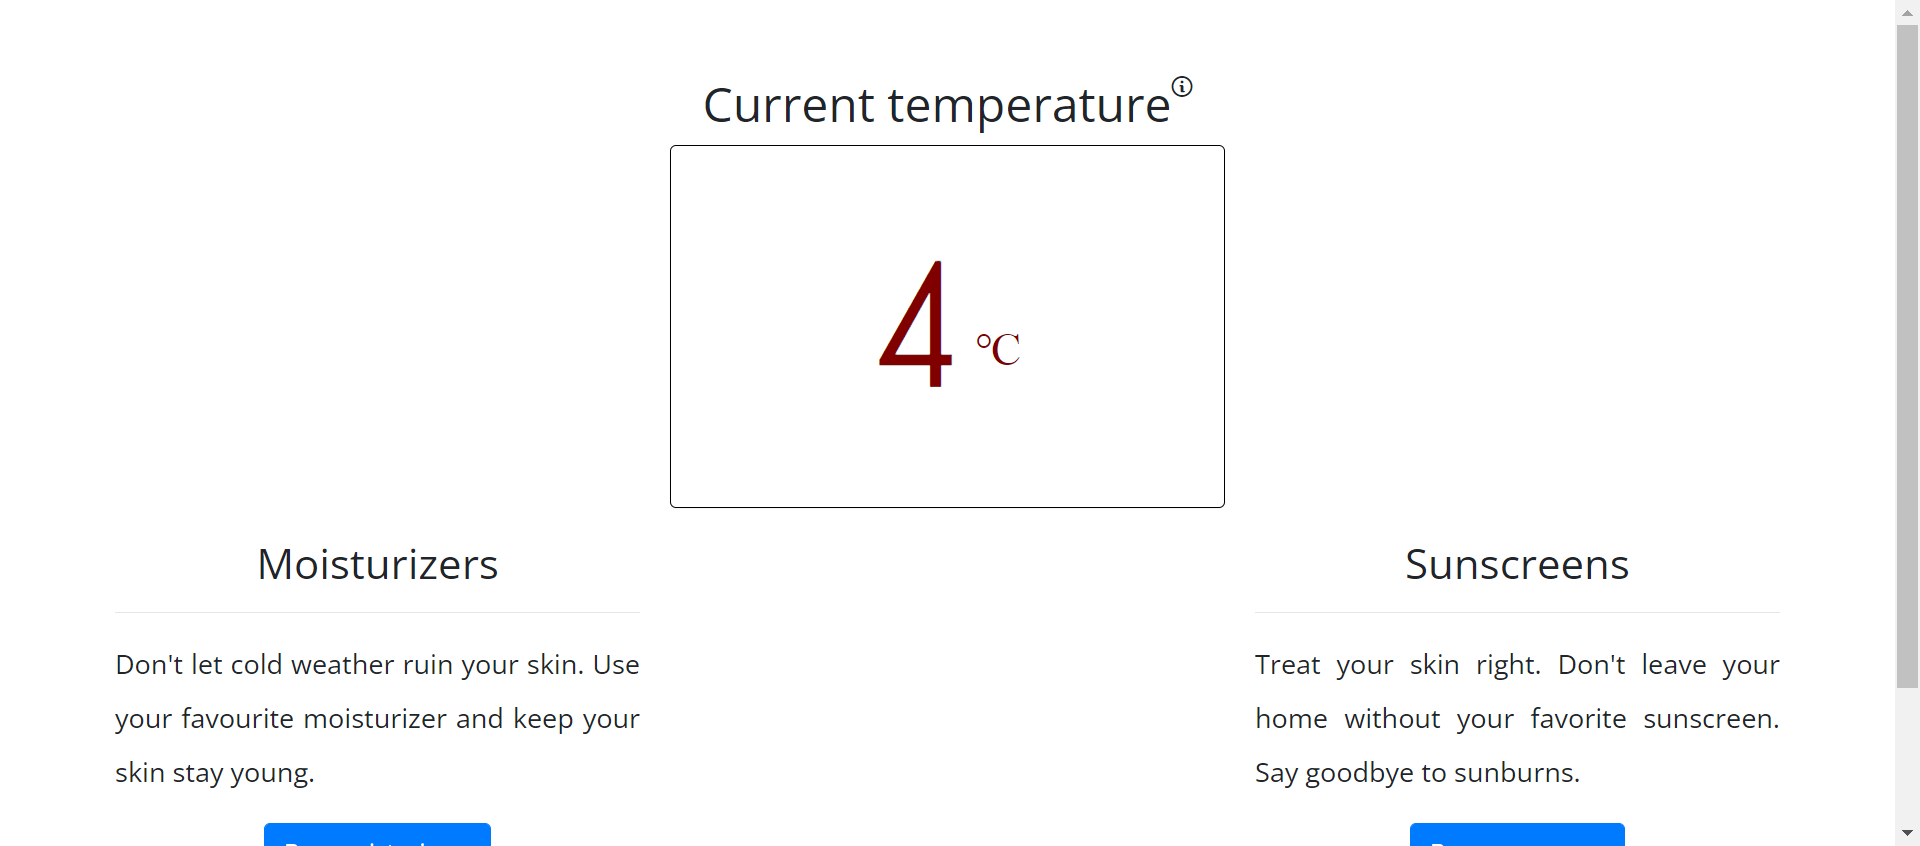 Current temperature
4 ℃
Moisturizers
Don't let cold weather ruin your skin. Use
your favourite moisturizer and keep your
skin stay young.
Sunscreens
Treat your skin right. Don't leave your
home without your favorite sunscreen.
Say goodbye to sunburns.